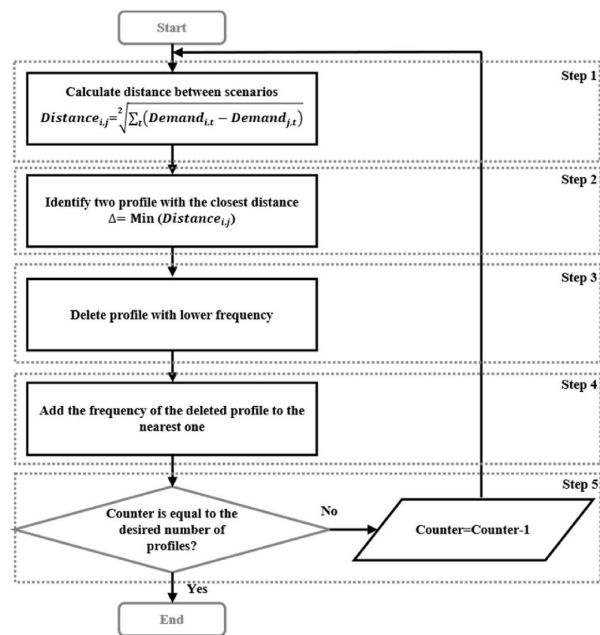 Start
Step 1
Calculate distance between scenarios
Distance_{i,j}=\sqrt[2]{∑_t(Demand_{i,t} − Demand_{j,t})}
Step 2
Identify two profile with the closest distance
Δ= Min (Distance_{i,j})
Step 3
Delete profile with lower frequency
Step 4
Add the frequency of the deleted profile to the
nearest one
Step 5
Counter is equal to the
desired number of
profiles?
No
Counter=Counter-1
Yes
End